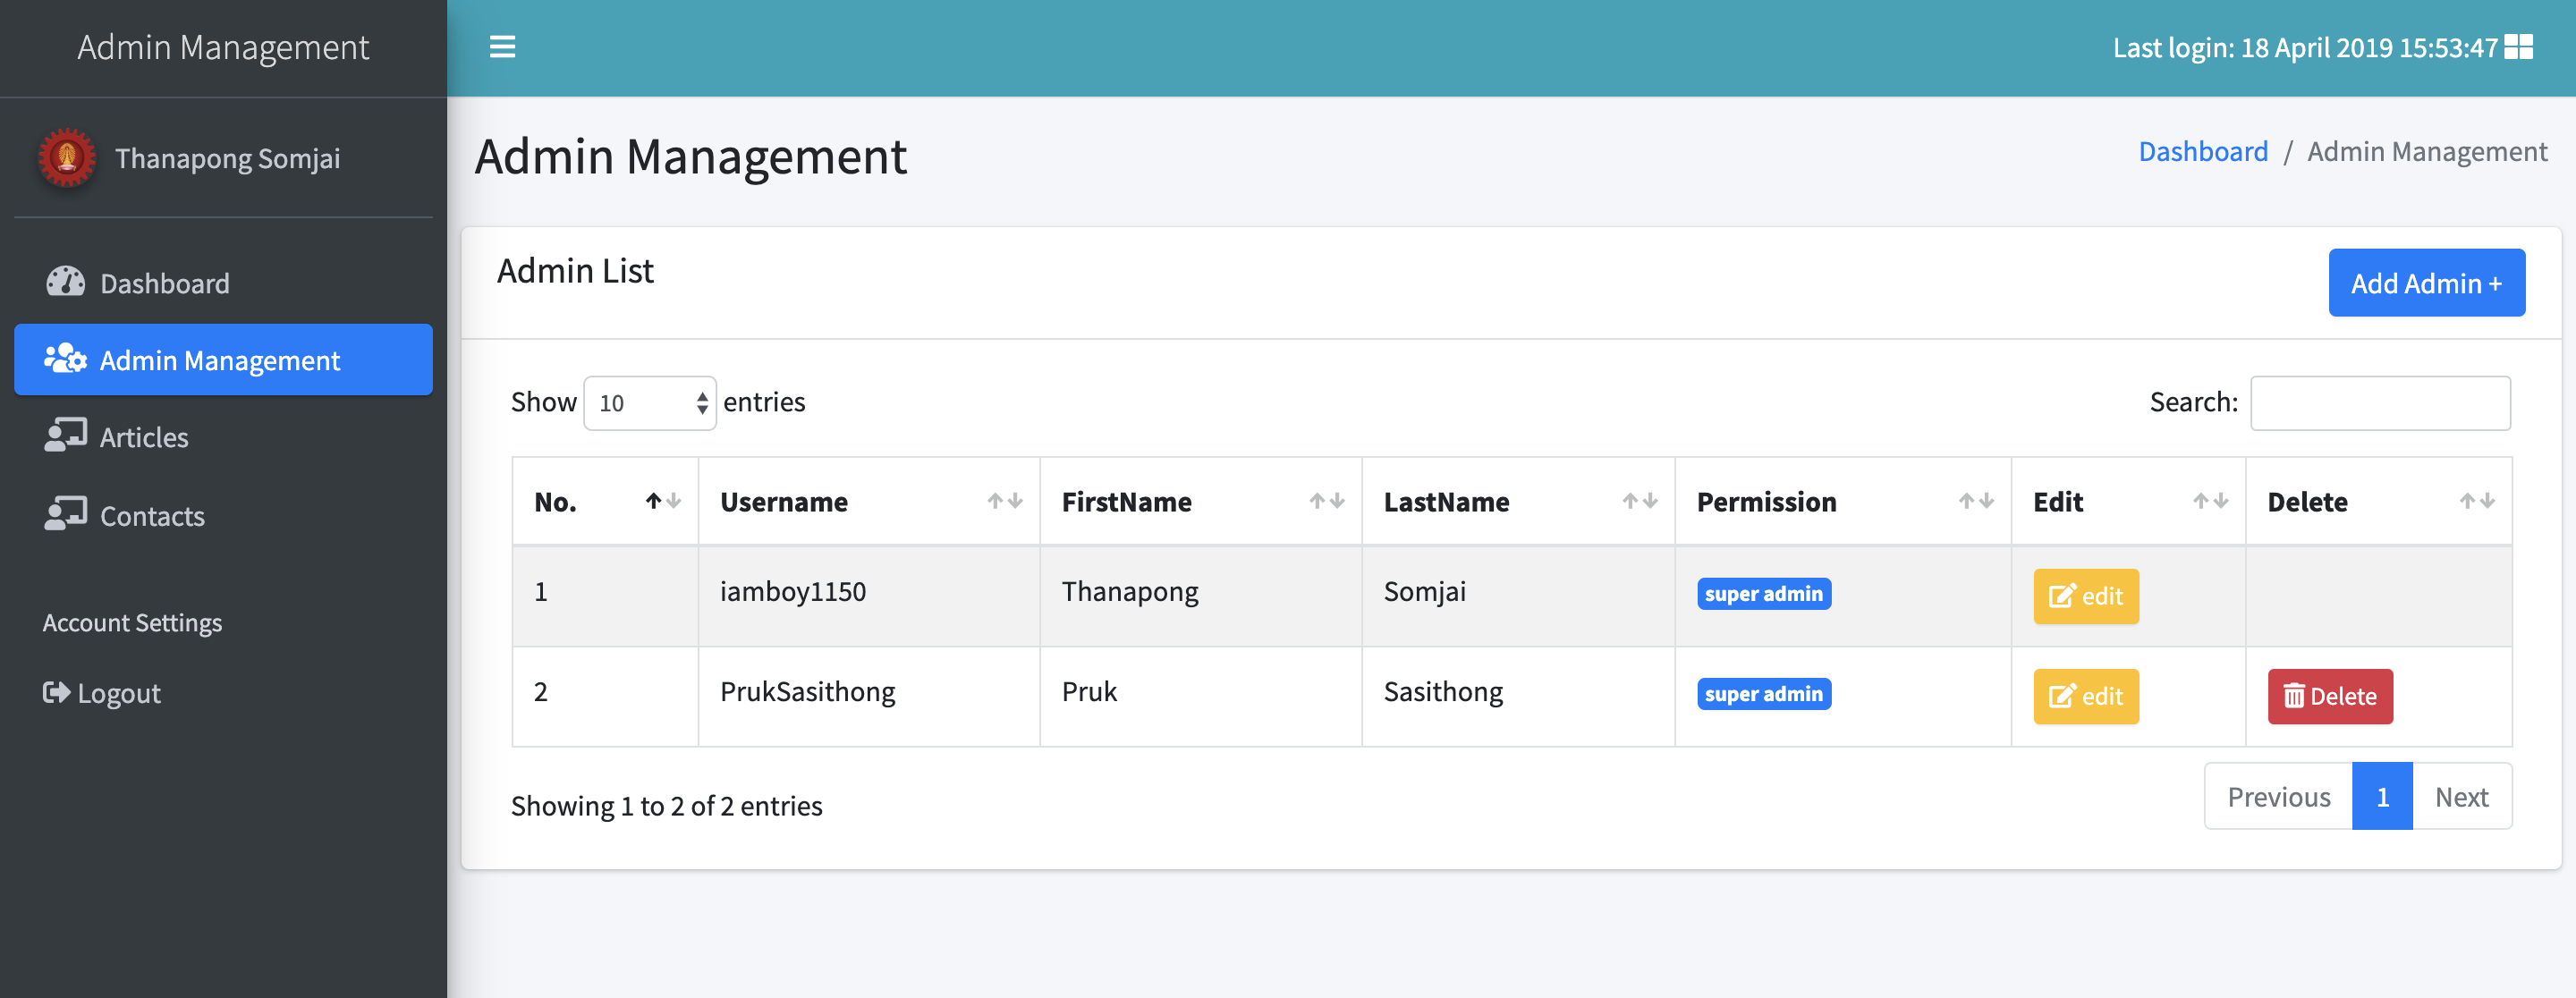 Admin Management
Last login: 18 April 2019 15:53:47
Thanapong Somjai
Dashboard
Admin Management
Articles
Contacts
Account Settings
Logout
Admin Management
Dashboard / Admin Management
Admin List
Add Admin +
Show 10 entries
Search:
No. Username FirstName LastName Permission Edit Delete
1 iamboy1150 Thanapong Somjai super admin edit
2 PrukSasithong Pruk Sasithong super admin edit Delete
Showing 1 to 2 of 2 entries
Previous 1 Next